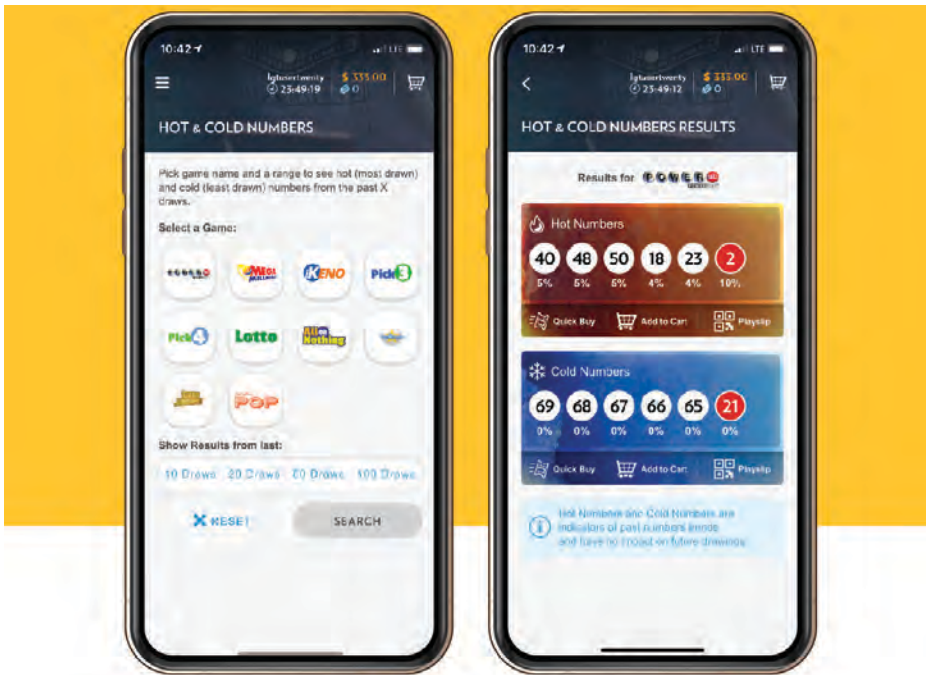 10:42
LTE
$ 333.00
23:49:19
0
HOT & COLD NUMBERS
Pick game name and a range to see hot (most drawn)
and cold (least drawn) numbers from the past X
draws.
Select a Game:
MEGA
KENO
Pick 3
Pick 4
Lotto
All or
Nothing
POP
Show Results from last:
10 Draws 20 Draws Draws 100 Draws
RESET
SEARCH
10:42
LTE
$ 333.00
23:49:12
0
HOT & COLD NUMBERS RESULTS
Results for POWERBALL
Hot Numbers
40 48 50 18 23 2
5% 5% 5% 4% 4% 10%
Quick Buy Add to Cart Playslip
Cold Numbers
69 68 67 66 65 21
0% 0% 0% 0% 0% 0%
Quick Buy Add to Cart Playslip
Hot Numbers and Cold Numbers are
indicators of past numbers trends
and have no impact on future drawings